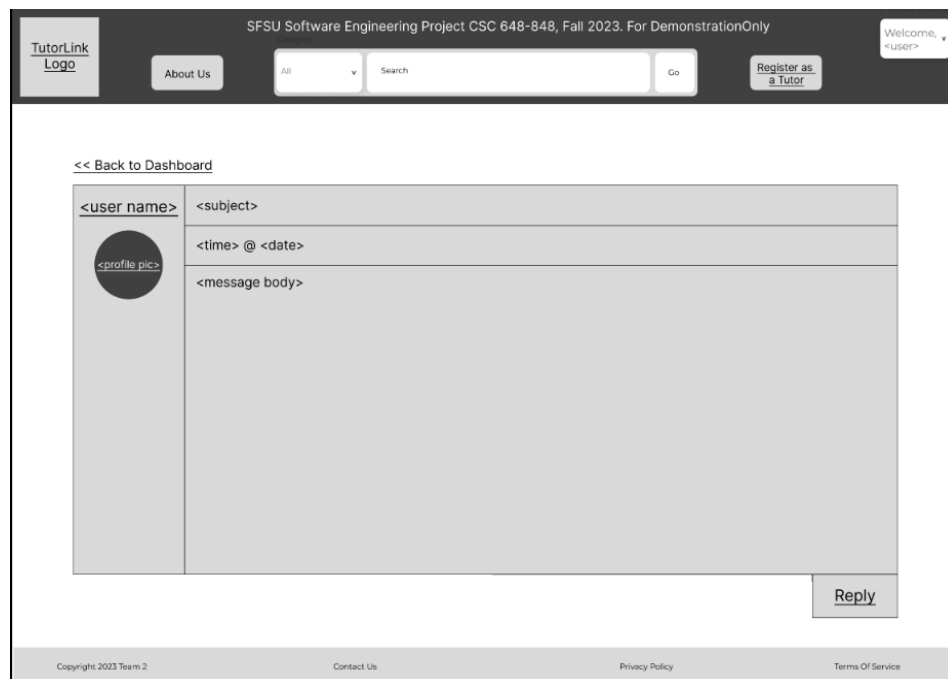 SFSU Software Engineering Project CSC 648-848, Fall 2023. For DemonstrationOnly
TutorLink
Logo
About Us
All
v
Search
Go
Register as
a Tutor
Welcome,
<user>
v
<< Back to Dashboard
<user name>
<profile pic>
<subject>
<time> @ <date>
<message body>
Reply
Copyright 2023 Team 2
Contact Us
Privacy Policy
Terms Of Service